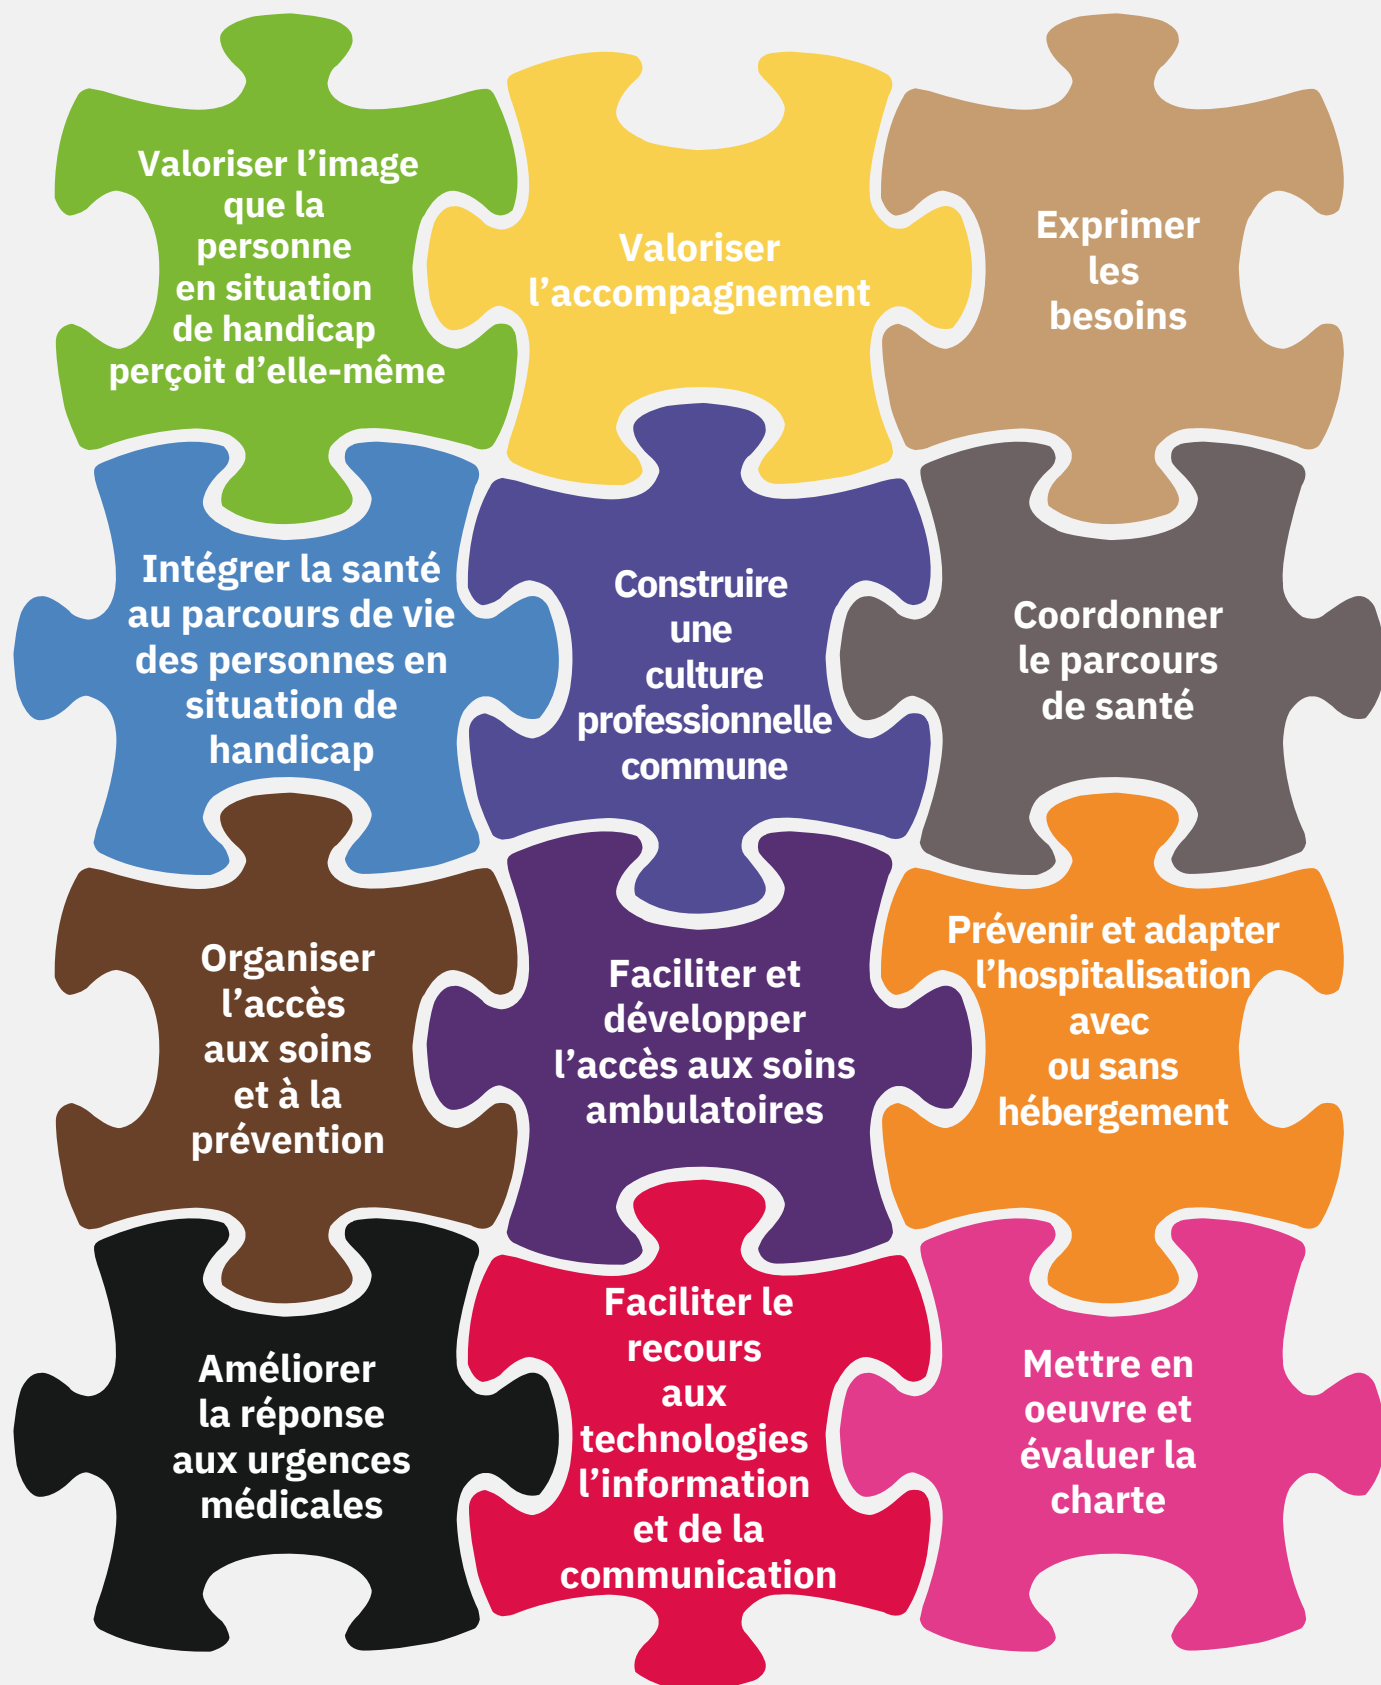 Valoriser l’image
que la
personne
en situation
de handicap
perçoit d’elle-même
Valoriser
l’accompagnement
Exprimer
les
besoins
Intégrer la santé
au parcours de vie
des personnes en
situation de
handicap
Construire
une
culture
professionnelle
commune
Coordonner
le parcours
de santé
Organiser
l’accès
aux soins
et à la
prévention
Faciliter et
développer
l’accès aux soins
ambulatoires
Prévenir et adapter
l’hospitalisation
avec
ou sans
hébergement
Améliorer
la réponse
aux urgences
médicales
Faciliter le
recours
aux
technologies
l’information
et de la
communication
Mettre en
oeuvre et
évaluer la
charte